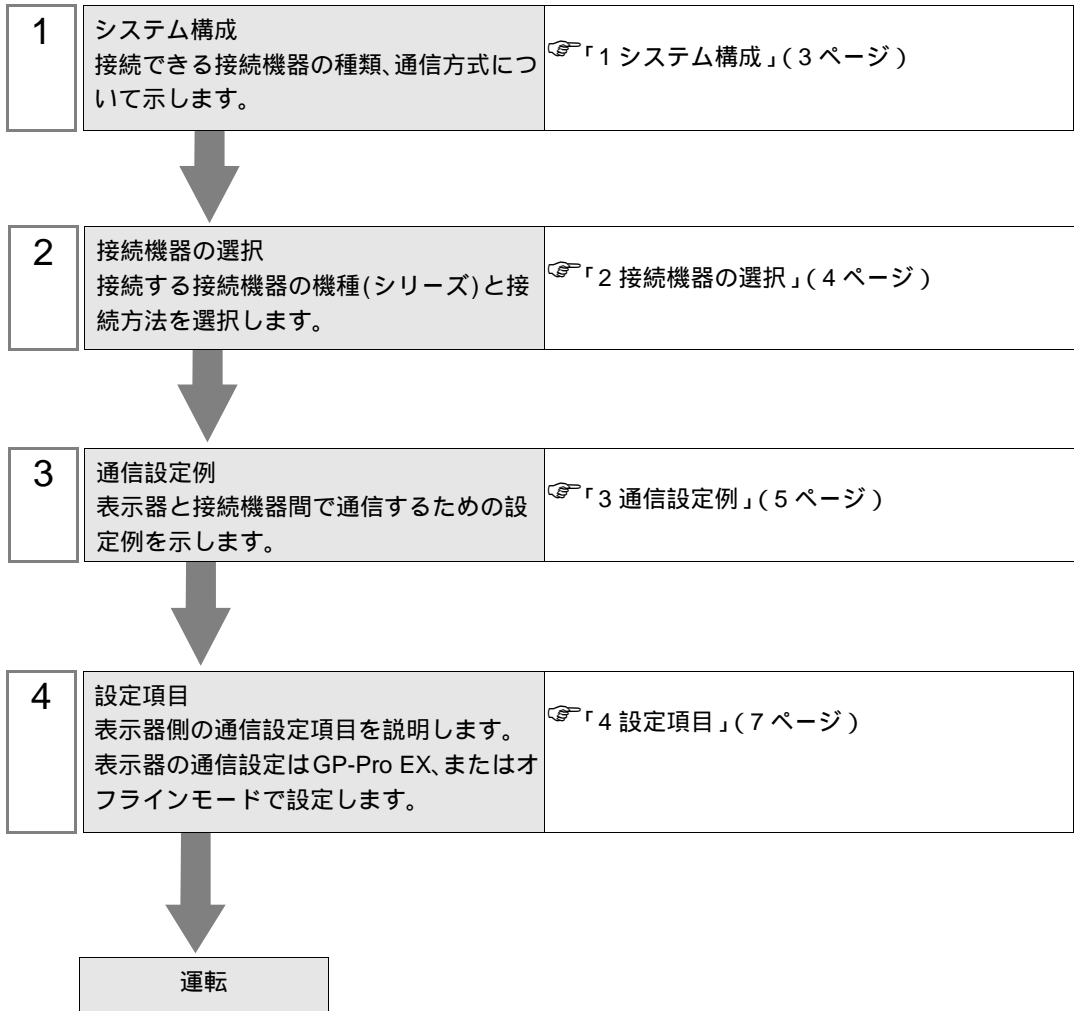 1
システム構成
接続できる接続機器の種類､通信方式につ
いて示します。
☞「1 システム構成」( 3 ページ )
2
接続機器の選択
接続する接続機器の機種(シリーズ)と接
続方法を選択します。
☞「2 接続機器の選択」( 4 ページ )
3
通信設定例
表示器と接続機器間で通信するための設
定例を示します。
☞「3 通信設定例」( 5 ページ )
4
設定項目
表示器側の通信設定項目を説明します。
表示器の通信設定はGP-Pro EX､またはオ
フラインモードで設定します。
☞「4 設定項目」( 7 ページ )
運転